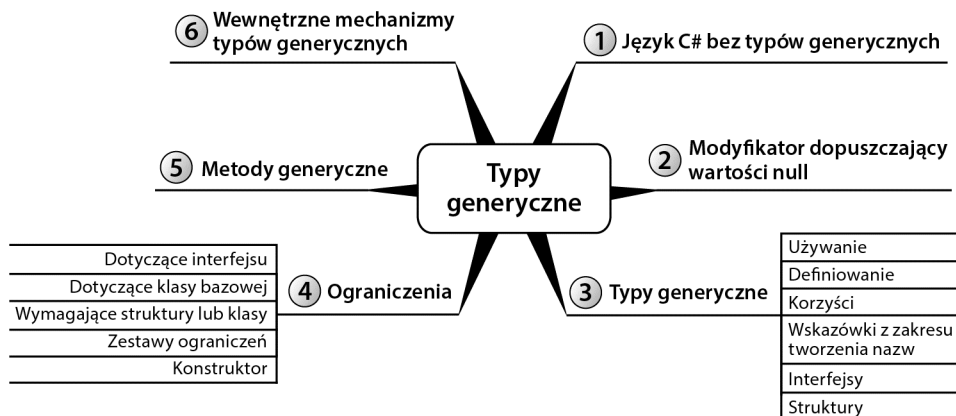 Typy
generyczne
1 Język C# bez typów generycznych
2 Modyfikator dopuszczający
wartości null
3 Typy generyczne
Używanie
Definiowanie
Korzyści
Wskazówki z zakresu
tworzenia nazw
Interfejsy
Struktury
4 Ograniczenia
Dotyczące interfejsu
Dotyczące klasy bazowej
Wymagające struktury lub klasy
Zestawy ograniczeń
Konstruktor
5 Metody generyczne
6 Wewnętrzne mechanizmy
typów generycznych